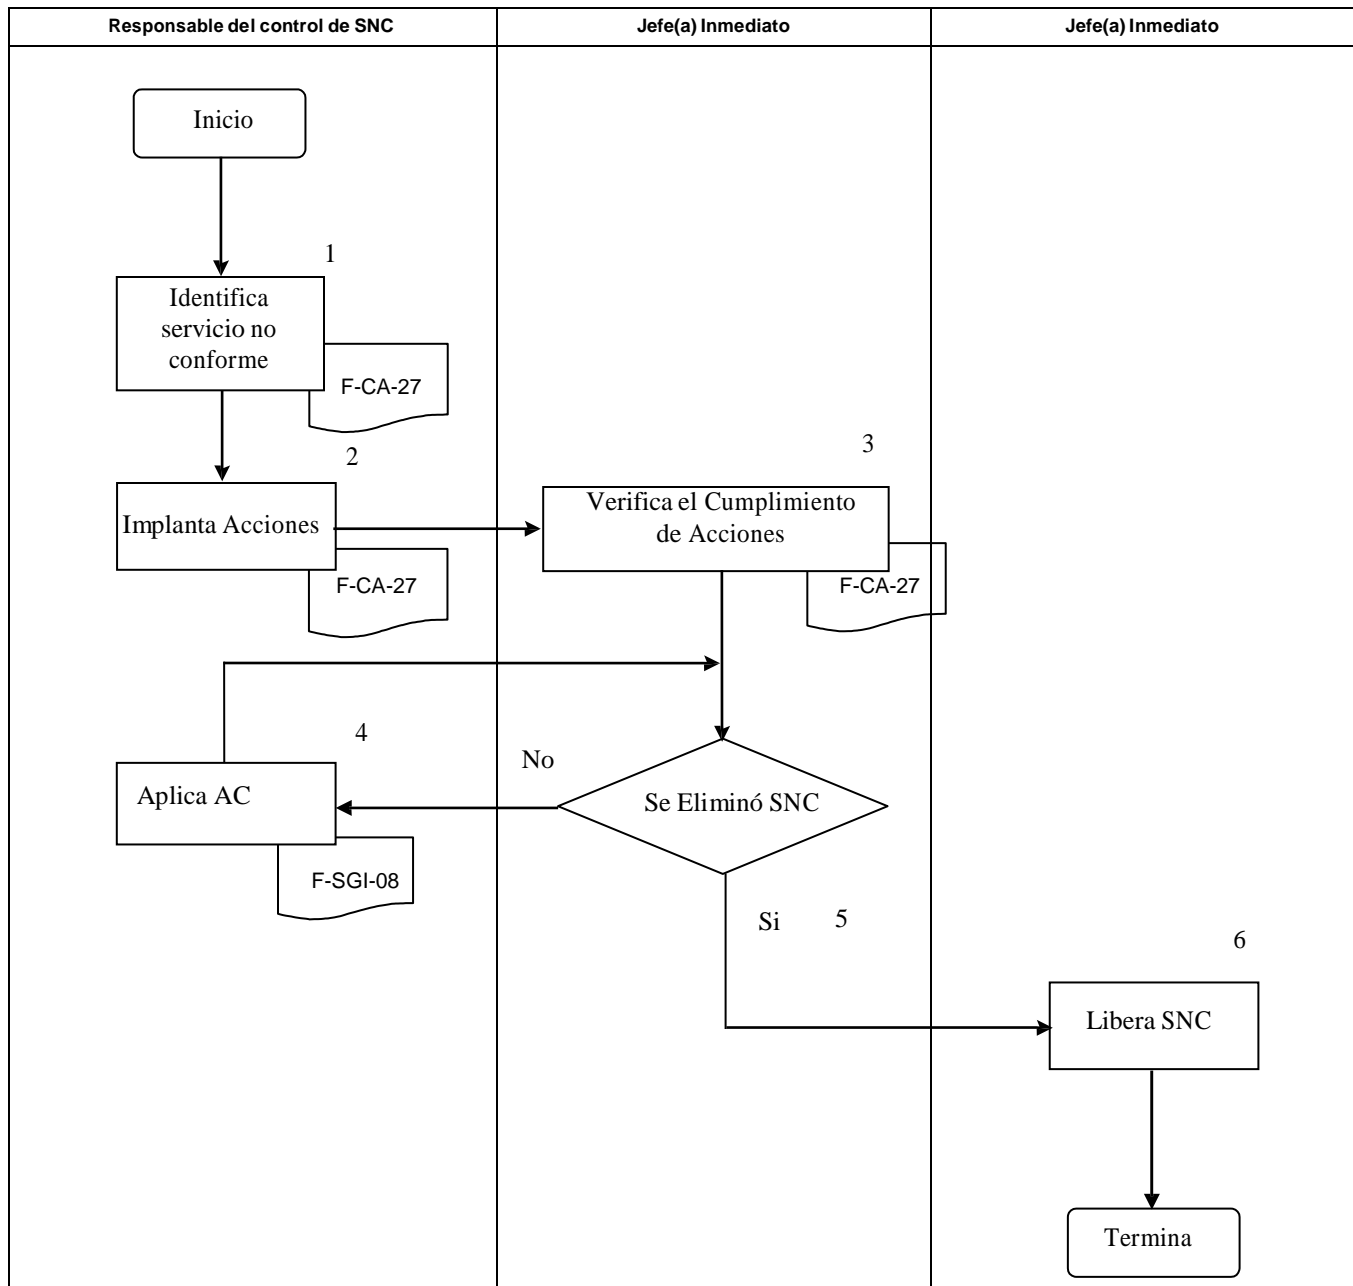 Responsable del control de SNC
Jefe(a) Inmediato
Jefe(a) Inmediato
Inicio
1
Identifica
servicio no
conforme
F-CA-27
2
Implanta Acciones
F-CA-27
3
Verifica el Cumplimiento
de Acciones
F-CA-27
4
Aplica AC
F-SGI-08
No
Se Eliminó SNC
Si
5
6
Libera SNC
Termina